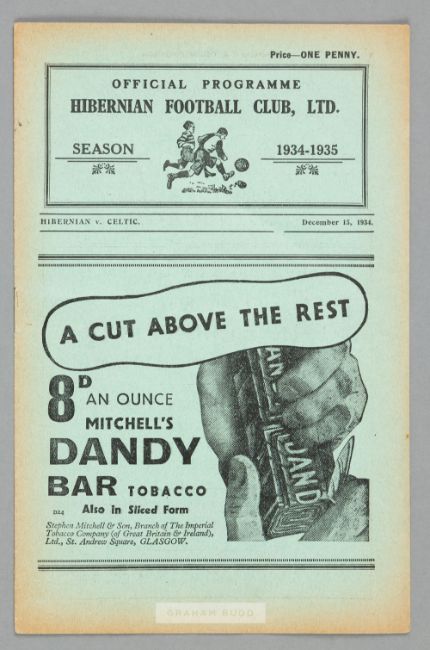 Price—ONE PENNY.
OFFICIAL PROGRAMME
HIBERNIAN FOOTBALL CLUB, LTD.
SEASON 1934-1935
HIBERNIAN v. CELTIC. December 15, 1934.
A CUT ABOVE THE REST
8D AN OUNCE
MITCHELL'S
DANDY
BAR TOBACCO
D24 Also in Sliced Form
Stephen Mitchell & Son, Branch of The Imperial
Tobacco Company (of Great Britain & Ireland),
Ltd., St. Andrew Square, GLASGOW.
GRAHAM BUDD